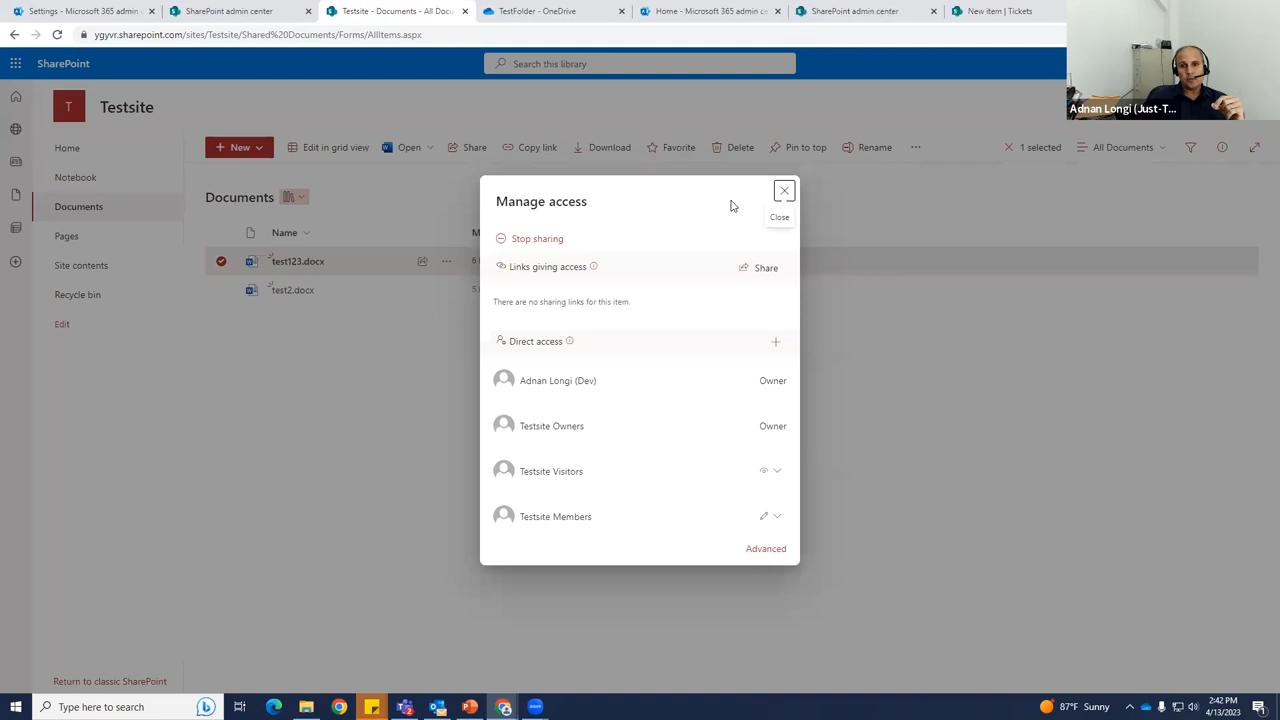 Settings - Microsoft 365 admin c
SharePoint admin center
Testsite - Documents - All Docu
TestFolder - OneDrive
Home - Microsoft 365 admin ce
SharePoint admin center
New item | Tickets
ygyvr.sharepoint.com/sites/Testsite/Shared%20Documents/Forms/AllItems.aspx
SharePoint
Search this library
Adnan Longi (Just-T...
T
Testsite
Home
Notebook
Documents
Pages
Site contents
Recycle bin
Edit
Return to classic SharePoint
New
Edit in grid view
Open
Share
Copy link
Download
Favorite
Delete
Pin to top
Rename
1 selected
All Documents
Documents
Name
M
test123.docx
6
test2.docx
5
Manage access
Close
Stop sharing
Links giving access
Share
There are no sharing links for this item.
Direct access
Adnan Longi (Dev)
Owner
Testsite Owners
Owner
Testsite Visitors
Testsite Members
Advanced
Type here to search
87°F Sunny
2:42 PM
4/13/2023